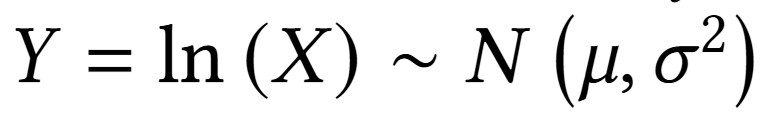 Y = ln (X) ~ N (μ, σ²)